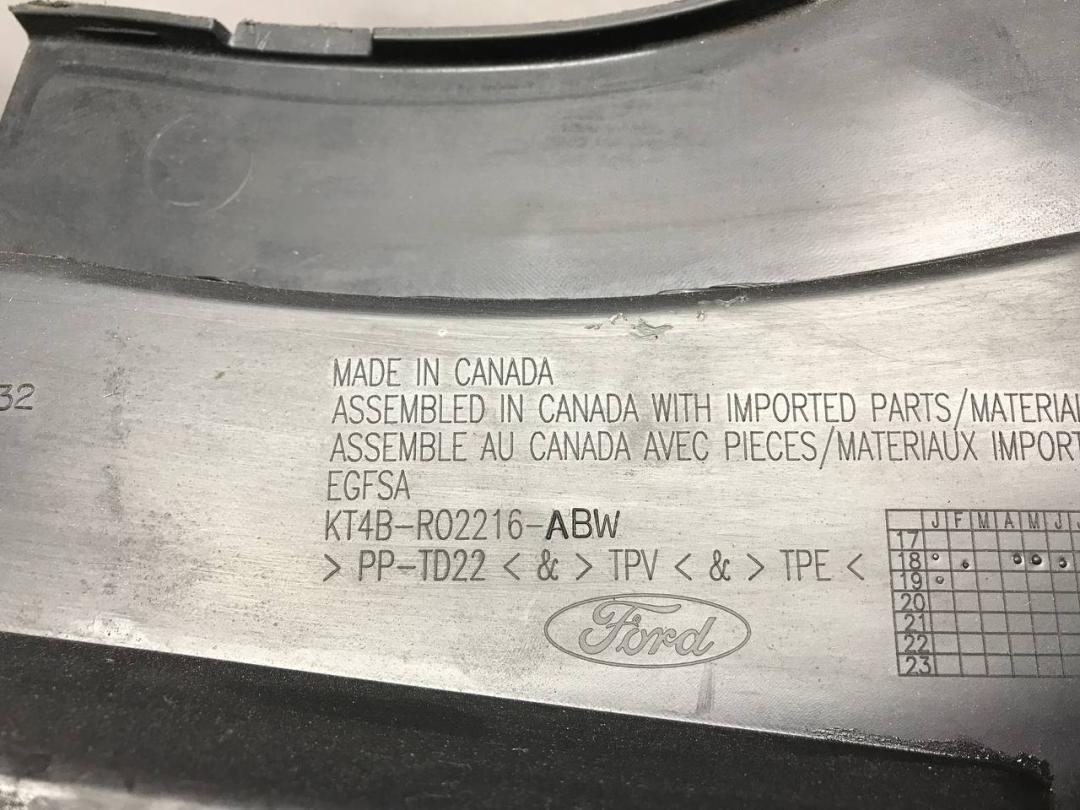 32
MADE IN CANADA
ASSEMBLED IN CANADA WITH IMPORTED PARTS/MATERIA
ASSEMBLE AU CANADA AVEC PIECES/MATERIAUX IMPORT
EGFSA
KT4B-R02216-ABW
> PP-TD22 < & > TPV < & > TPE <
Ford
J F M A M J J
17
18
19
20
21
22
23